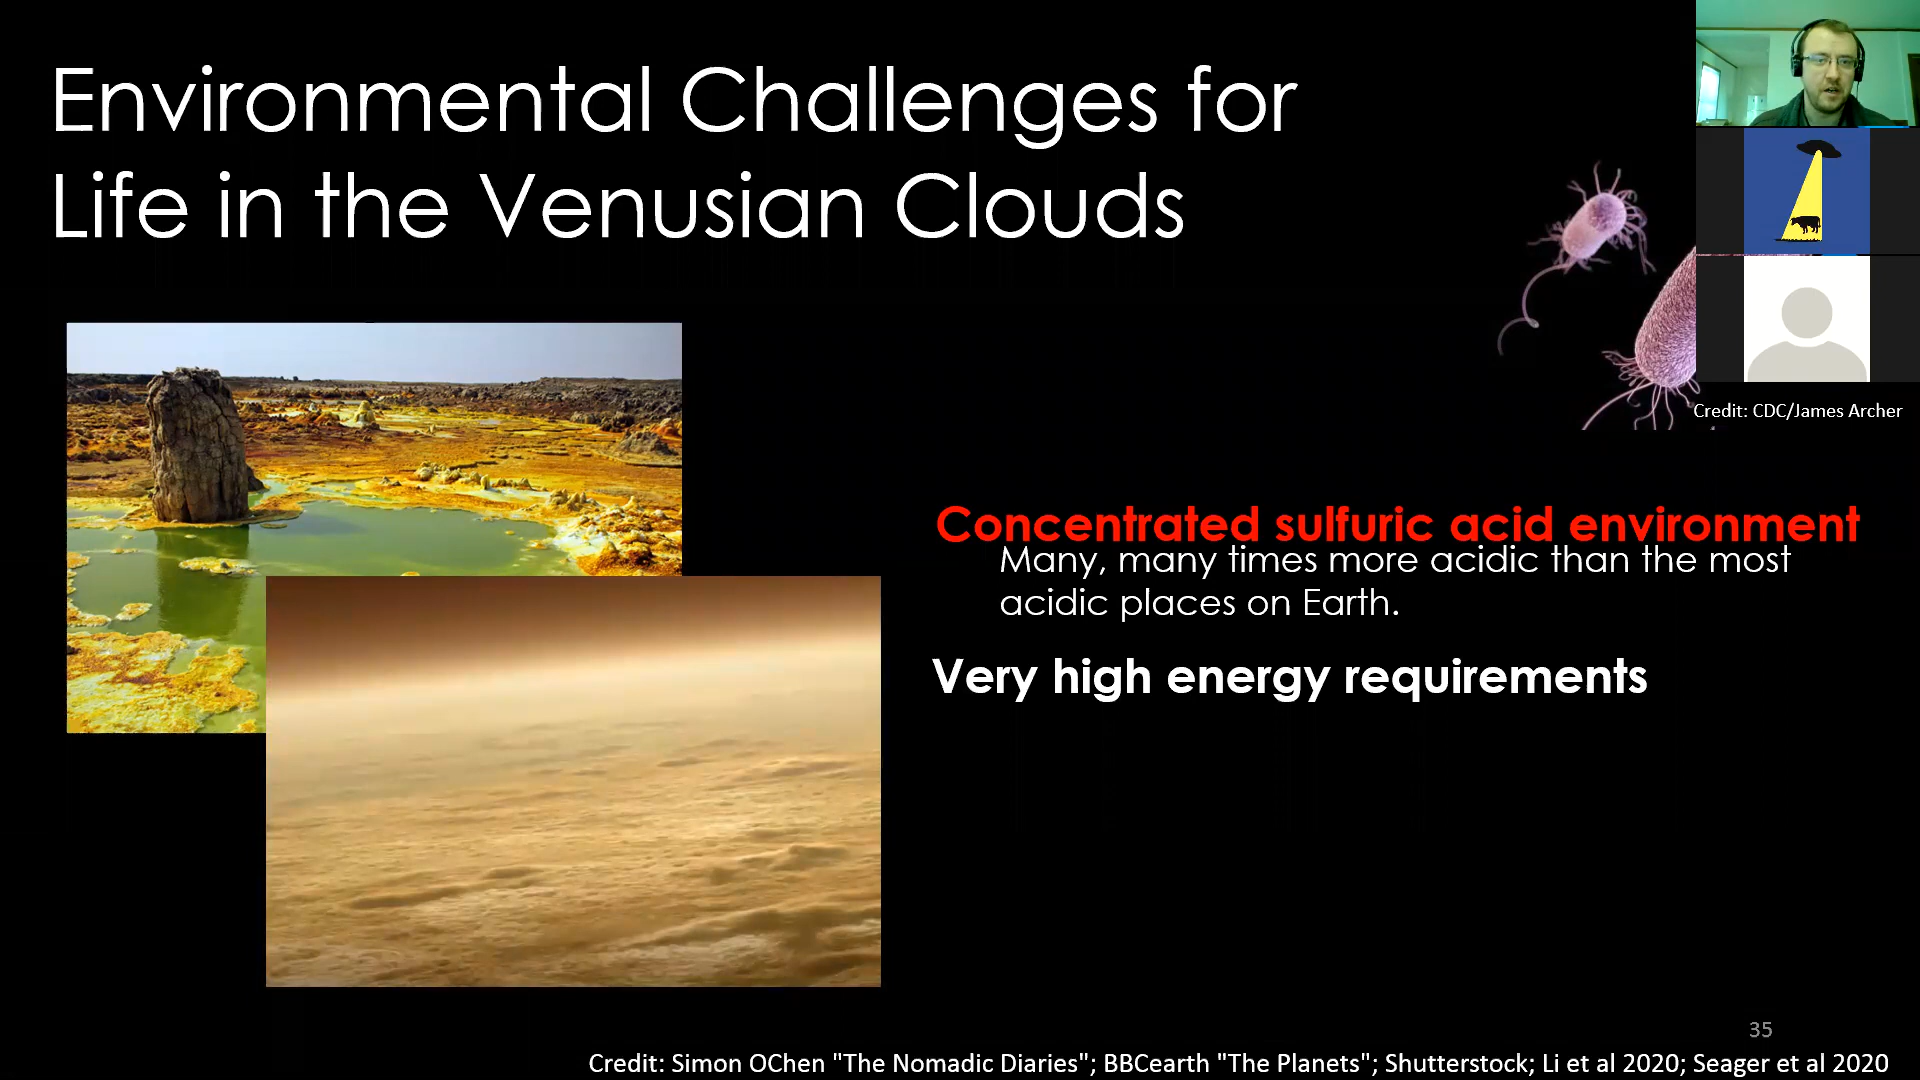 Environmental Challenges for
Life in the Venusian Clouds
Credit: CDC/James Archer
Concentrated sulfuric acid environment
Many, many times more acidic than the most
acidic places on Earth.
Very high energy requirements
35
Credit: Simon OChen "The Nomadic Diaries"; BBCearth "The Planets"; Shutterstock; Li et al 2020; Seager et al 2020